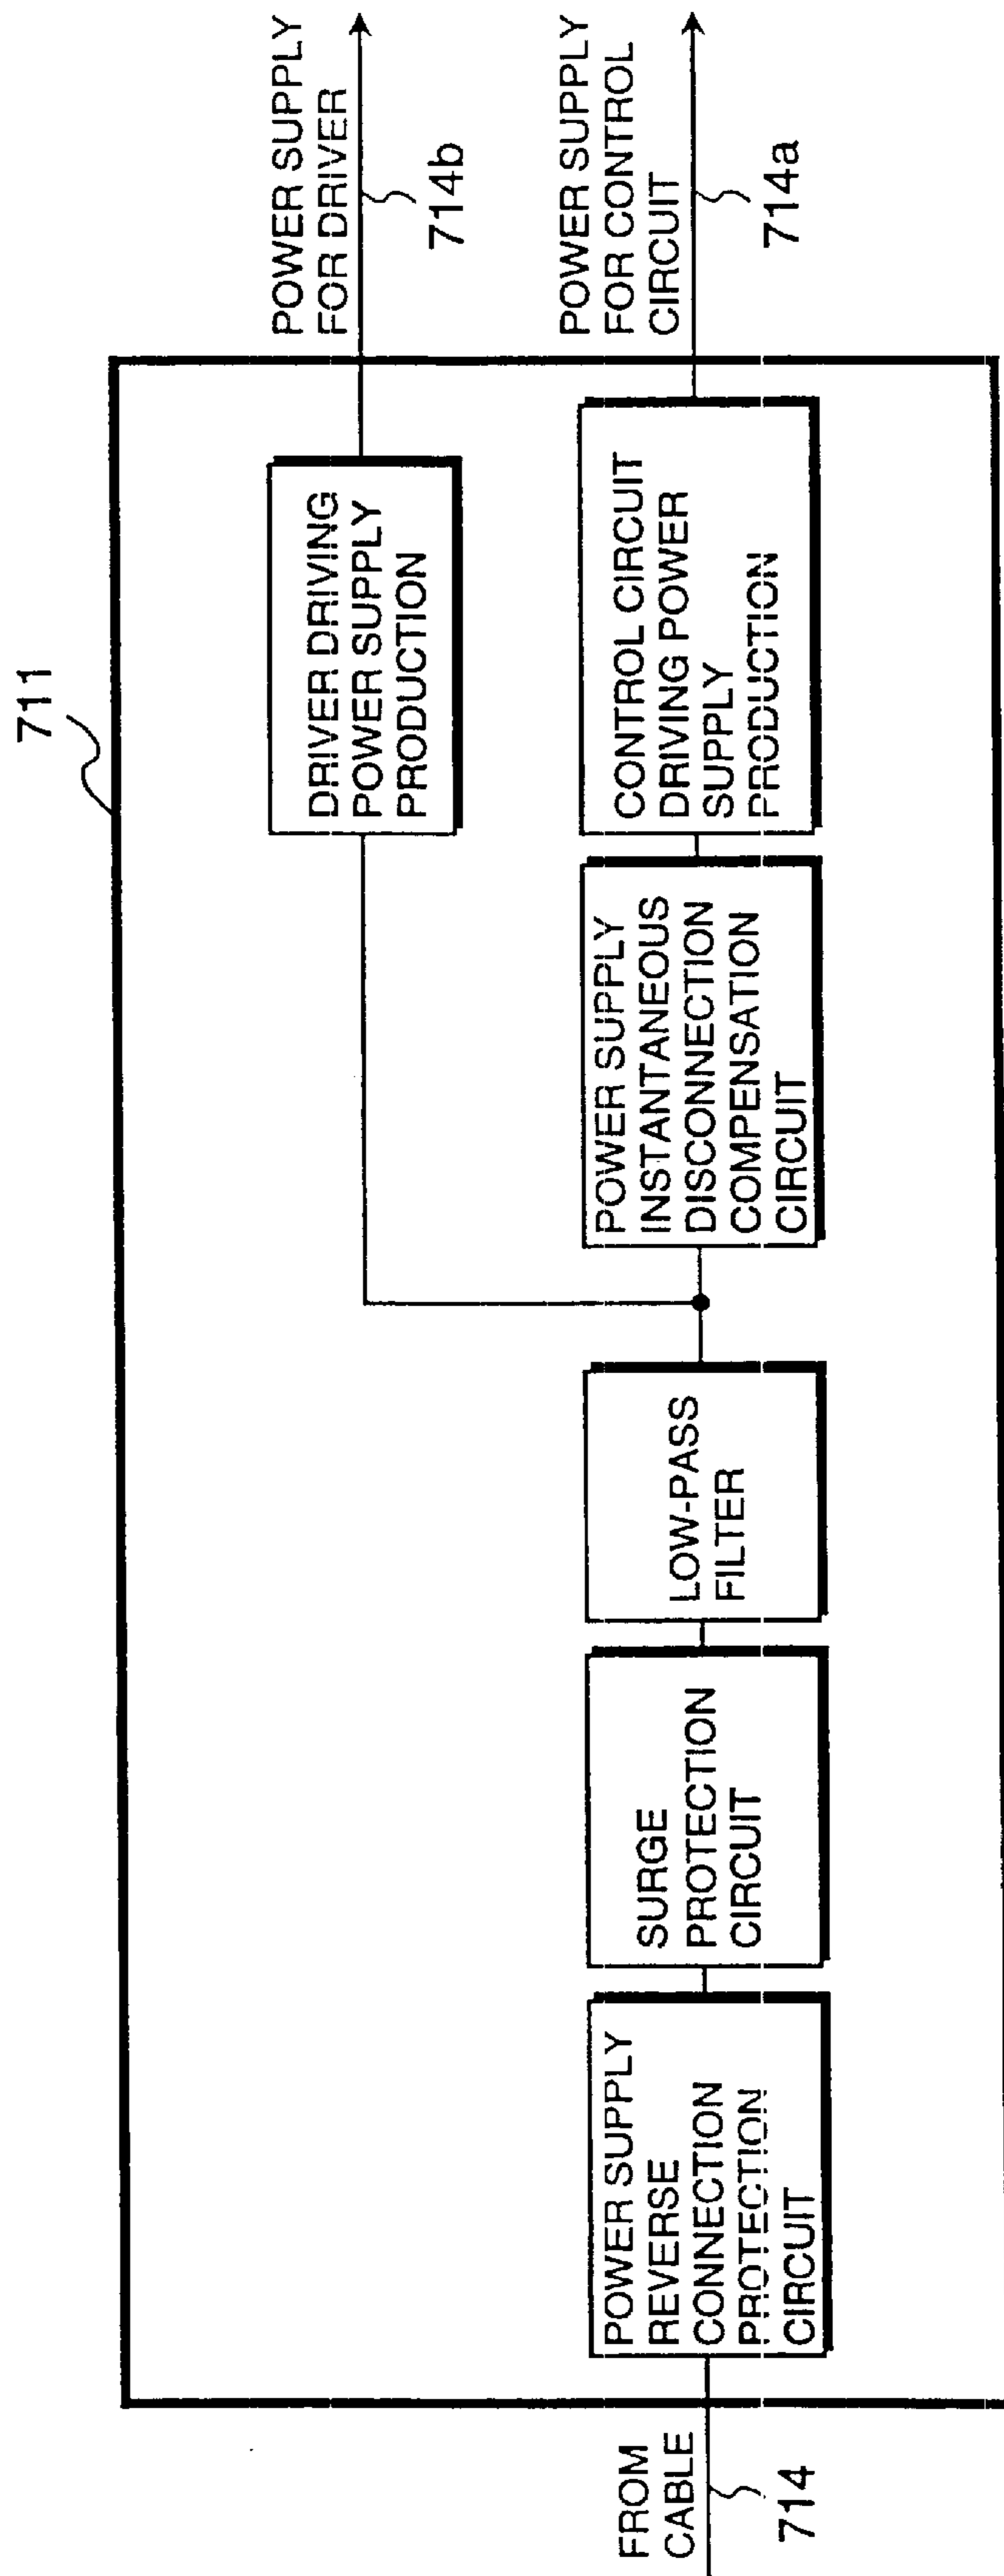 711
FROM
CABLE
714
POWER SUPPLY
REVERSE
CONNECTION
PROTECTION
CIRCUIT
SURGE
PROTECTION
CIRCUIT
LOW-PASS
FILTER
POWER SUPPLY
INSTANTANEOUS
DISCONNECTION
COMPENSATION
CIRCUIT
CONTROL CIRCUIT
DRIVING POWER
SUPPLY
PRODUCTION
DRIVER DRIVING
POWER SUPPLY
PRODUCTION
POWER SUPPLY
FOR DRIVER
714b
POWER SUPPLY
FOR CONTROL
CIRCUIT
714a